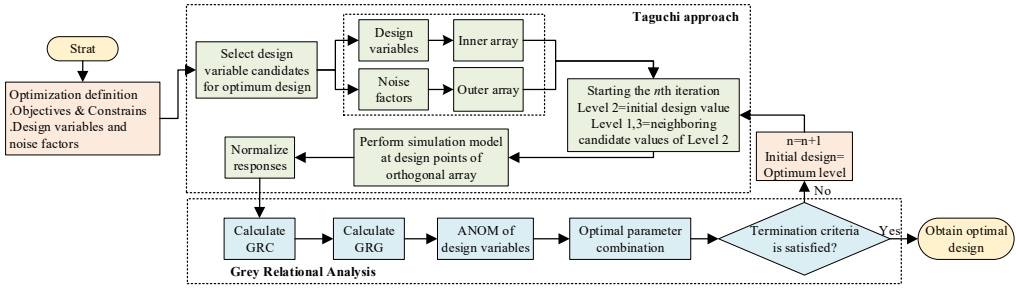 Taguchi approach
Strat
Optimization definition
.Objectives & Constrains
.Design variables and
noise factors
Select design
variable candidates
for optimum design
Design
variables
Inner array
Noise
factors
Outer array
Starting the nth iteration
Level 2=initial design value
Level 1,3=neighboring
candidate values of Level 2
Perform simulation model
at design points of
orthogonal array
Normalize
responses
n=n+1
Initial design=
Optimum level
No
Calculate
GRC
Calculate
GRG
ANOM of
design variables
Optimal parameter
combination
Termination criteria
is satisfied?
Yes
Obtain optimal
design
Grey Relational Analysis